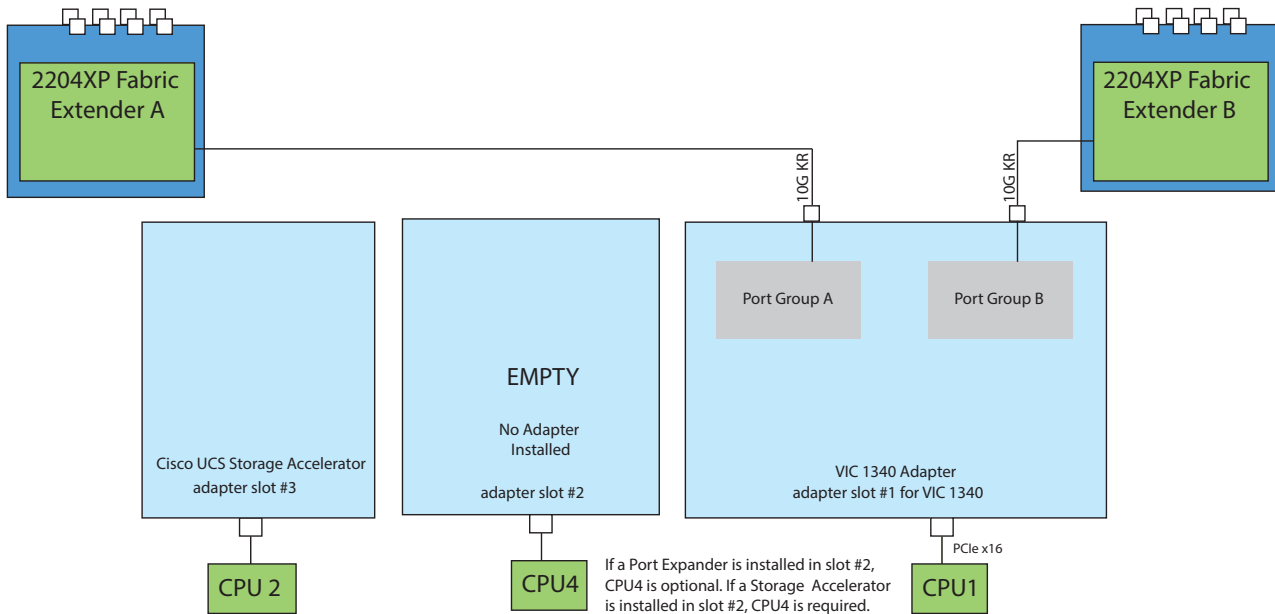 2204XP Fabric
Extender A
2204XP Fabric
Extender B
10G KR
10G KR
Port Group A
Port Group B
EMPTY
No Adapter
Installed
Cisco UCS Storage Accelerator
adapter slot #3
adapter slot #2
VIC 1340 Adapter
adapter slot #1 for VIC 1340
PCIe x16
CPU 2
CPU4
If a Port Expander is installed in slot #2,
CPU4 is optional. If a Storage Accelerator
is installed in slot #2, CPU4 is required.
CPU1